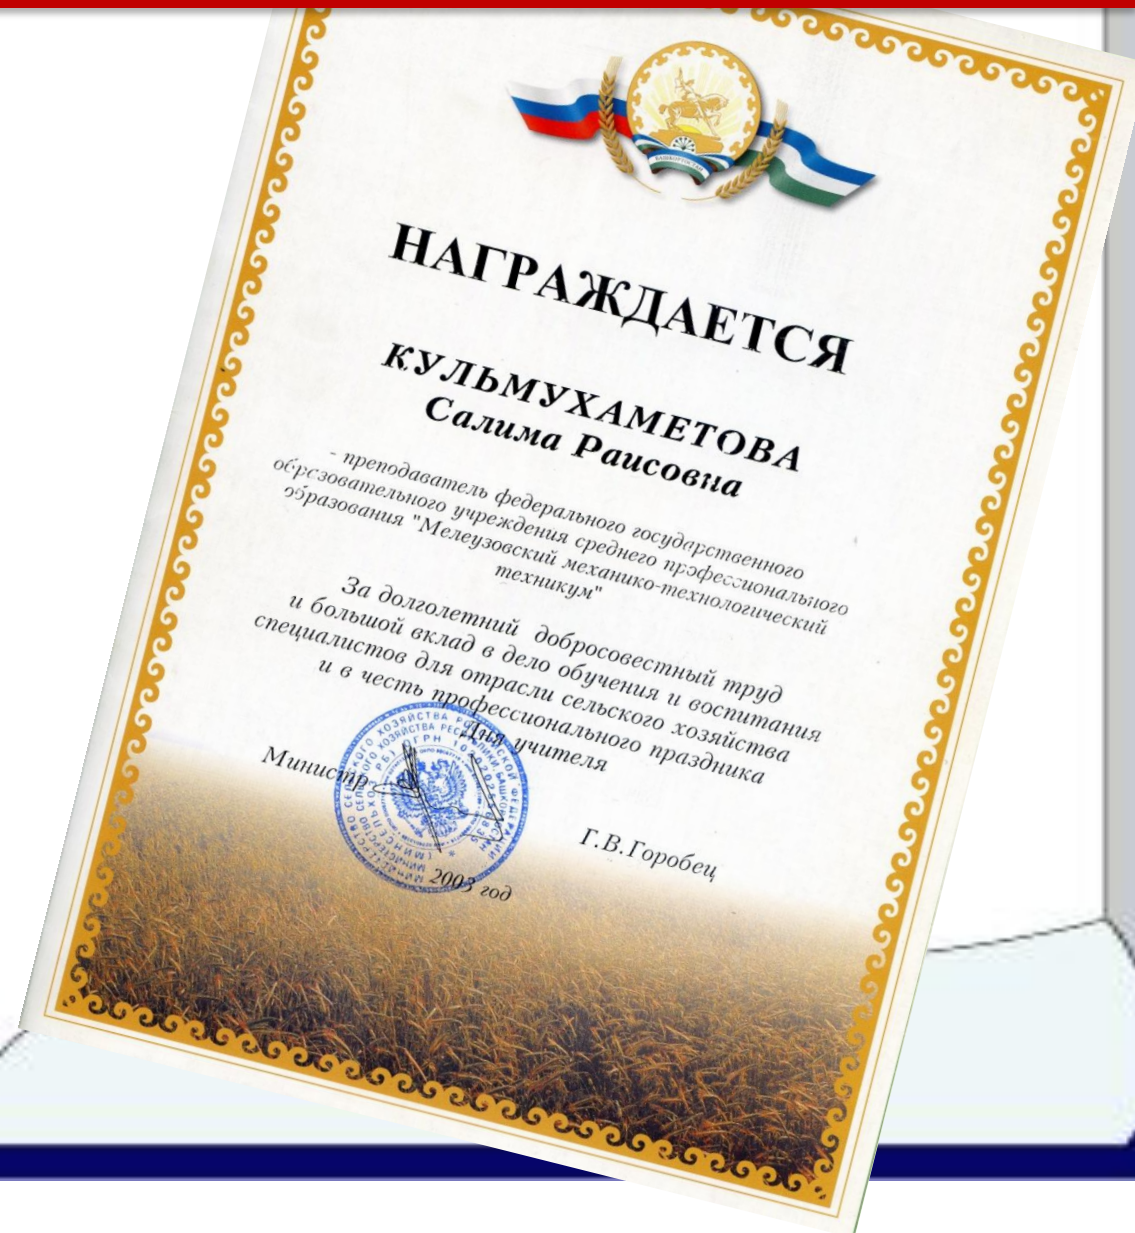 БАШКОРТОСТАН
НАГРАЖДАЕТСЯ
КУЛЬМУХАМЕТОВА
Салима Раисовна
- преподаватель федерального государственного
образовательного учреждения среднего профессионального
образования "Мелеузовский механико-технологический
техникум"
За долголетний добросовестный труд
и большой вклад в дело обучения и воспитания
специалистов для отрасли сельского хозяйства
и в честь профессионального праздника
Дня учителя
Министр
Г.В.Горобец
2003 год